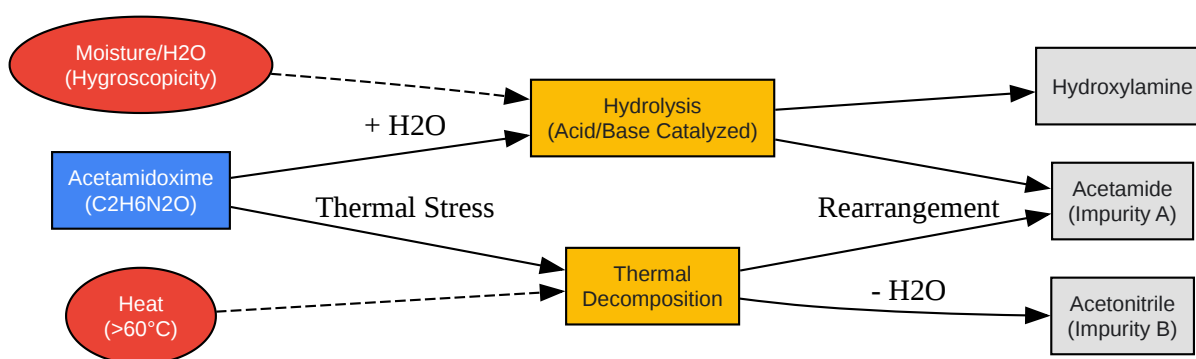 Moisture/H2O
(Hygroscopicity)
Acetamidoxime
(C2H6N2O)
Heat
(>60°C)
+ H2O
Thermal Stress
Hydrolysis
(Acid/Base Catalyzed)
Thermal
Decomposition
Rearrangement
- H2O
Hydroxylamine
Acetamide
(Impurity A)
Acetonitrile
(Impurity B)